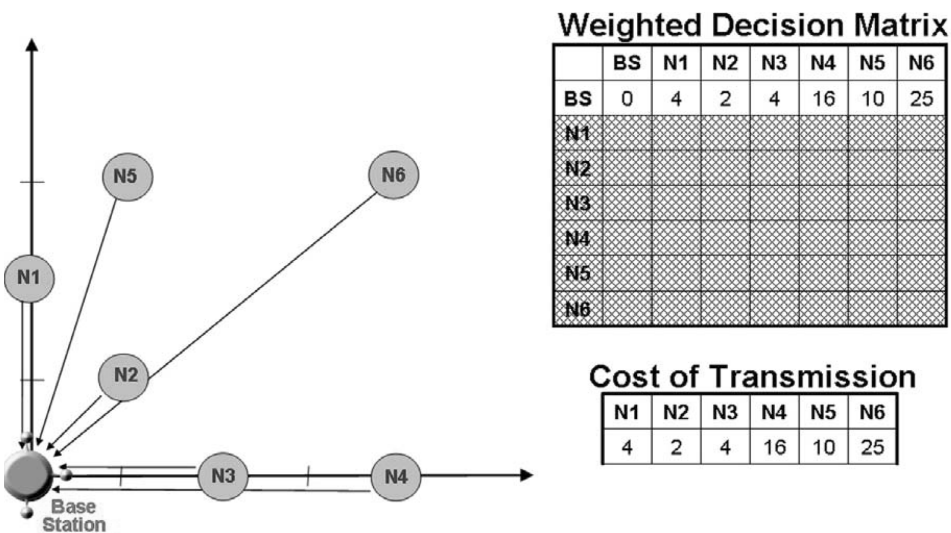 Weighted Decision Matrix
BS N1 N2 N3 N4 N5 N6
BS 0 4 2 4 16 10 25
N1
N2
N3
N4
N5
N6
N5
N6
N1
N2
N3
N4
Base
Station
Cost of Transmission
N1 N2 N3 N4 N5 N6
4 2 4 16 10 25